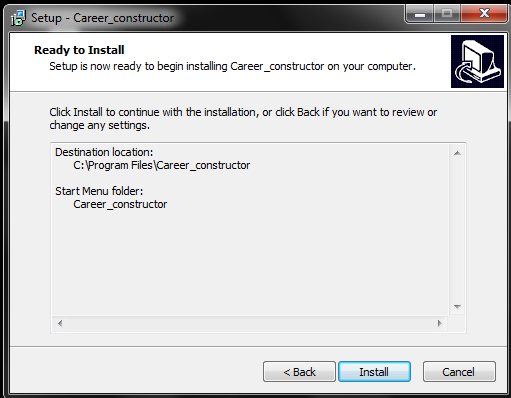 Setup - Career_constructor
Ready to Install
Setup is now ready to begin installing Career_constructor on your computer.
Click Install to continue with the installation, or click Back if you want to review or
change any settings.
Destination location:
C:\Program Files\Career_constructor
Start Menu folder:
Career_constructor
< Back
Install
Cancel